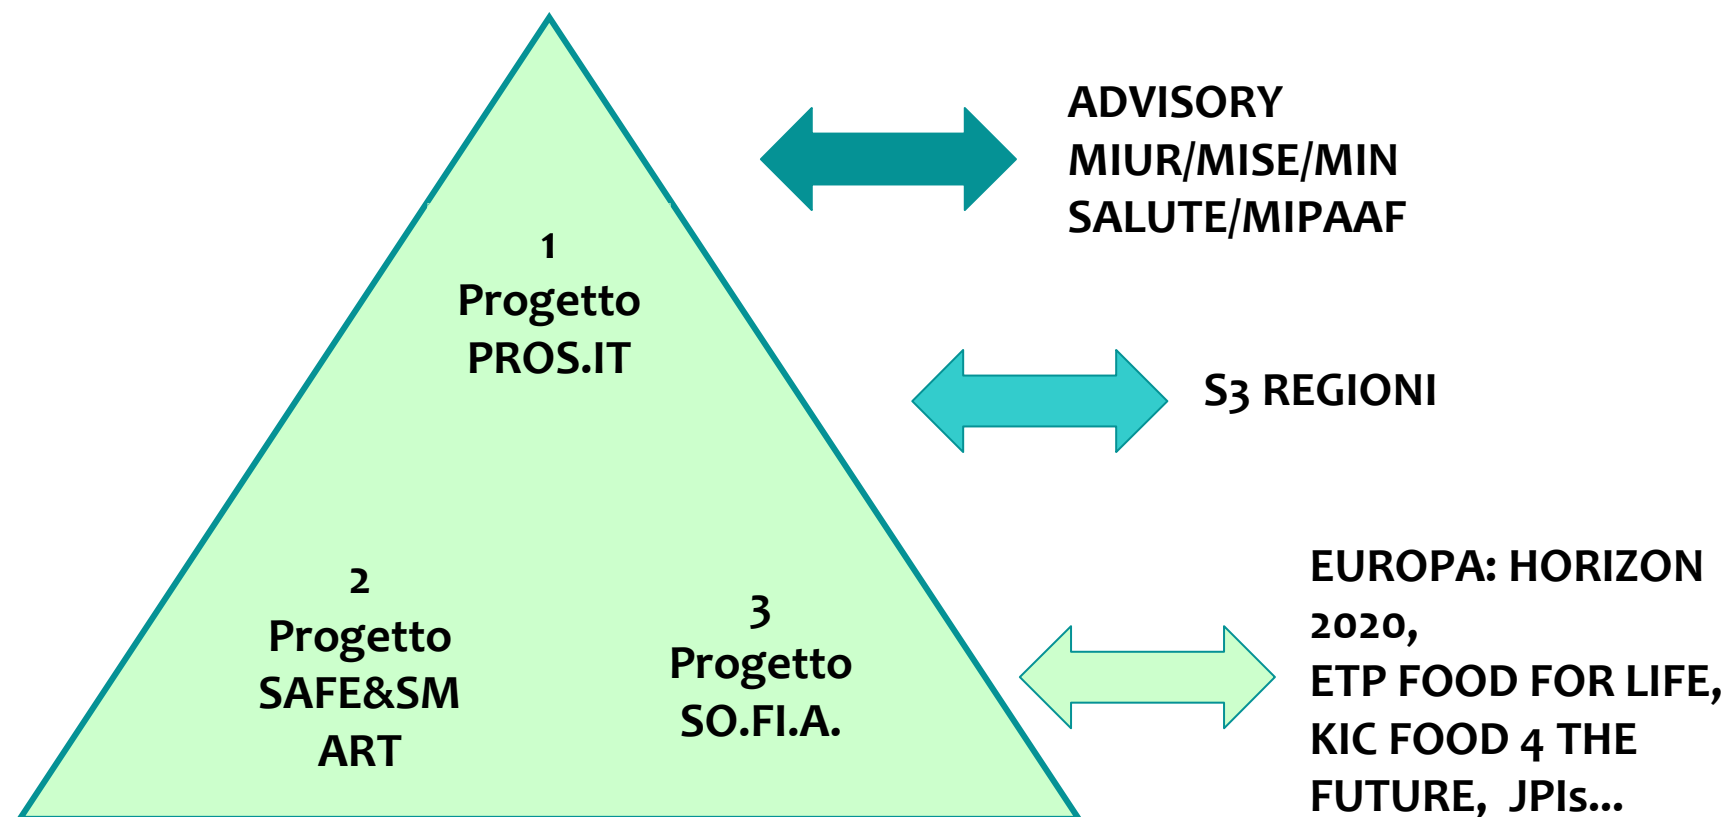 ADVISORY
MIUR/MISE/MIN
SALUTE/MIPAAF
1
Progetto
PROS.IT
S3 REGIONI
2
Progetto
SAFE&SM
ART
3
Progetto
SO.FI.A.
EUROPA: HORIZON
2020,
ETP FOOD FOR LIFE,
KIC FOOD 4 THE
FUTURE, JPIs...